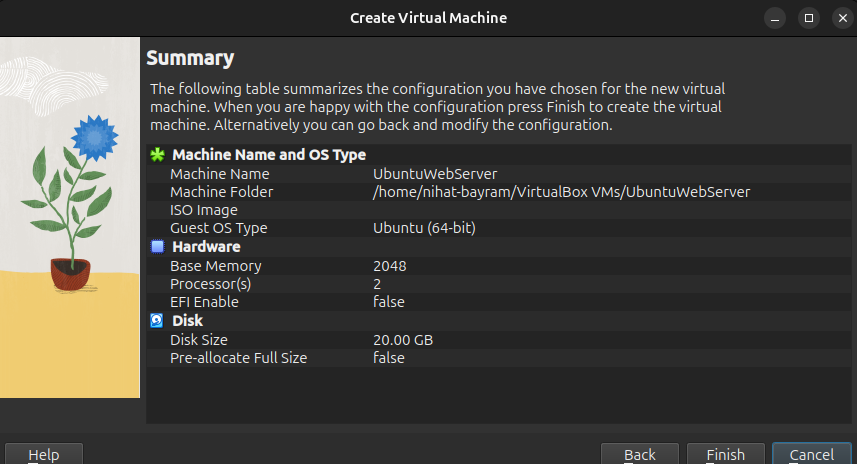 Create Virtual Machine
Summary
The following table summarizes the configuration you have chosen for the new virtual
machine. When you are happy with the configuration press Finish to create the virtual
machine. Alternatively you can go back and modify the configuration.
Machine Name and OS Type
Machine Name UbuntuWebServer
Machine Folder /home/nihat-bayram/VirtualBox VMs/UbuntuWebServer
ISO Image
Guest OS Type Ubuntu (64-bit)
Hardware
Base Memory 2048
Processor(s) 2
EFI Enable false
Disk
Disk Size 20.00 GB
Pre-allocate Full Size false
Help Back Finish Cancel